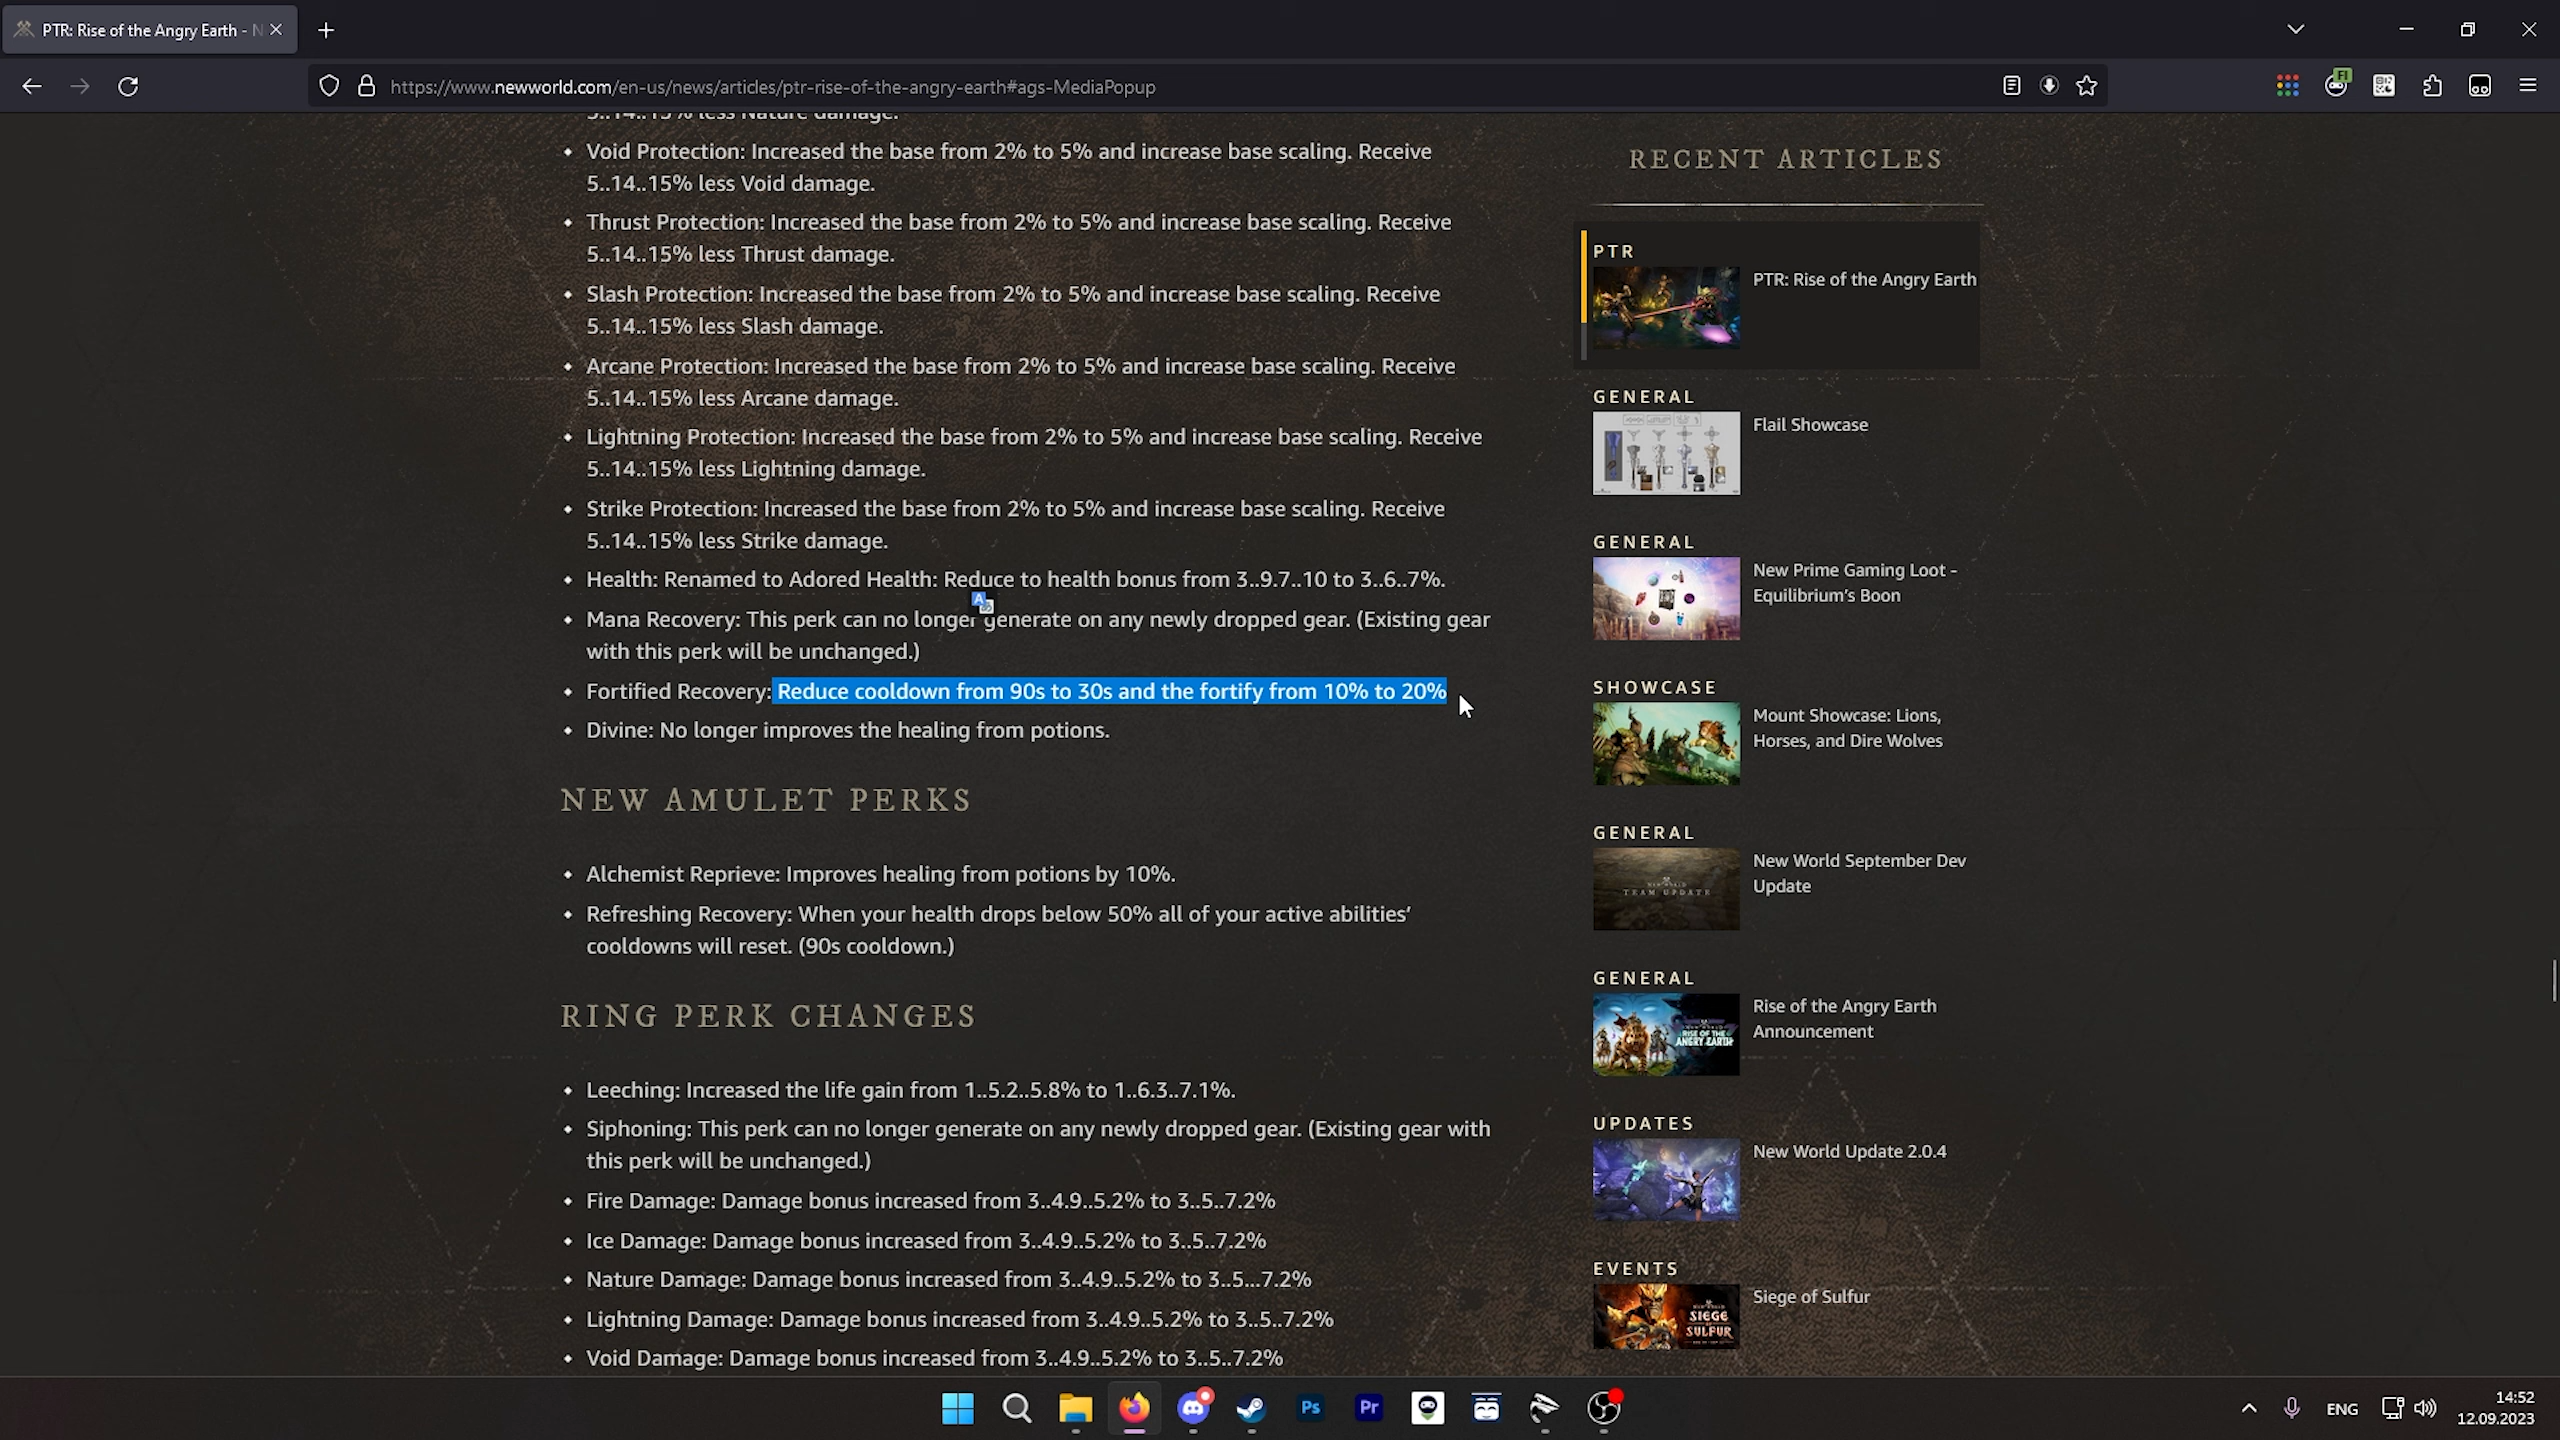 PTR: Rise of the Angry Earth - N
https://www.newworld.com/en-us/news/articles/ptr-rise-of-the-angry-earth#ags-MediaPopup
FI
5..14..15% less Nature damage.
Void Protection: Increased the base from 2% to 5% and increase base scaling. Receive
5..14..15% less Void damage.
Thrust Protection: Increased the base from 2% to 5% and increase base scaling. Receive
5..14..15% less Thrust damage.
Slash Protection: Increased the base from 2% to 5% and increase base scaling. Receive
5..14..15% less Slash damage.
Arcane Protection: Increased the base from 2% to 5% and increase base scaling. Receive
5..14..15% less Arcane damage.
Lightning Protection: Increased the base from 2% to 5% and increase base scaling. Receive
5..14..15% less Lightning damage.
Strike Protection: Increased the base from 2% to 5% and increase base scaling. Receive
5..14..15% less Strike damage.
Health: Renamed to Adored Health: Reduce to health bonus from 3..9.7..10 to 3..6..7%.
Mana Recovery: This perk can no longer generate on any newly dropped gear. (Existing gear
with this perk will be unchanged.)
Fortified Recovery: Reduce cooldown from 90s to 30s and the fortify from 10% to 20%
Divine: No longer improves the healing from potions.
NEW AMULET PERKS
Alchemist Reprieve: Improves healing from potions by 10%.
Refreshing Recovery: When your health drops below 50% all of your active abilities’
cooldowns will reset. (90s cooldown.)
RING PERK CHANGES
Leeching: Increased the life gain from 1..5.2..5.8% to 1..6.3..7.1%.
Siphoning: This perk can no longer generate on any newly dropped gear. (Existing gear with
this perk will be unchanged.)
Fire Damage: Damage bonus increased from 3..4.9..5.2% to 3..5..7.2%
Ice Damage: Damage bonus increased from 3..4.9..5.2% to 3..5..7.2%
Nature Damage: Damage bonus increased from 3..4.9..5.2% to 3..5...7.2%
Lightning Damage: Damage bonus increased from 3..4.9..5.2% to 3..5..7.2%
Void Damage: Damage bonus increased from 3..4.9..5.2% to 3..5..7.2%
RECENT ARTICLES
PTR
PTR: Rise of the Angry Earth
GENERAL
Flail Showcase
GENERAL
New Prime Gaming Loot -
Equilibrium’s Boon
SHOWCASE
Mount Showcase: Lions,
Horses, and Dire Wolves
GENERAL
TEAM UPDATE
New World September Dev
Update
GENERAL
RISE OF THE
ANGRY EARTH
Rise of the Angry Earth
Announcement
UPDATES
New World Update 2.0.4
EVENTS
SIEGE
OF
SULFUR
Siege of Sulfur
Ps
Pr
ENG
14:52
12.09.2023